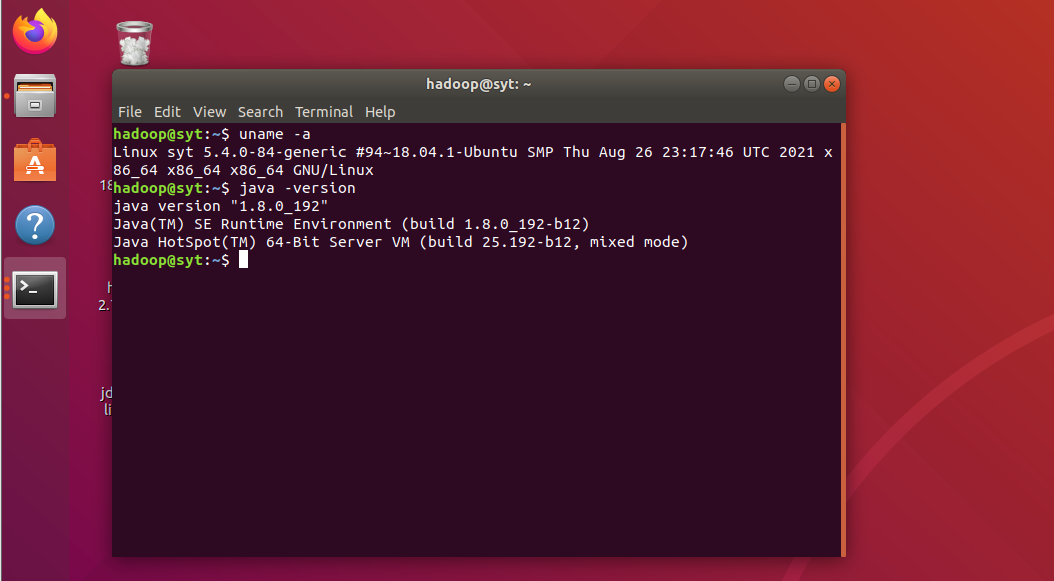 hadoop@syt: ~
File Edit View Search Terminal Help
hadoop@syt:~$ uname -a
Linux syt 5.4.0-84-generic #94~18.04.1-Ubuntu SMP Thu Aug 26 23:17:46 UTC 2021 x
86_64 x86_64 x86_64 GNU/Linux
hadoop@syt:~$ java -version
java version "1.8.0_192"
Java(TM) SE Runtime Environment (build 1.8.0_192-b12)
Java HotSpot(TM) 64-Bit Server VM (build 25.192-b12, mixed mode)
hadoop@syt:~$
18
h
2.
jd
li